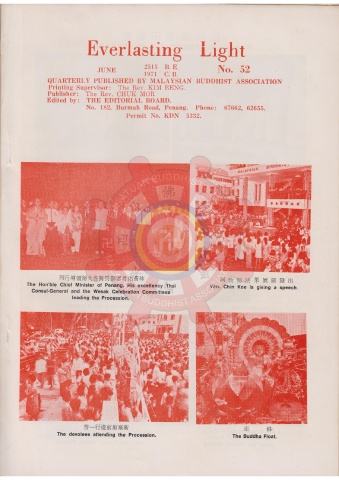 Everlasting Light
JUNE 2515 B.E. 1971 C.E. No. 52
QUARTERLY PUBLISHED BY MALAYSIAN BUDDHIST ASSOCIATION
Printing Supervisor: The Rev. KIM BENG.
Publisher: The Rev. CHUK MOR
Edited by: THE EDITORIAL BOARD.
No. 182, Burmah Road, Penang. Phone: 67662, 62655.
Permit No. KDN 5332.
The Hon'ble Chief Minister of Penang, His excellency Thai
Consul-General and the Wesak Celebration Committees
leading the Procession.
Ven. Chin Kee is giving a speech.
The devotees attending the Procession.
The Buddha Float.